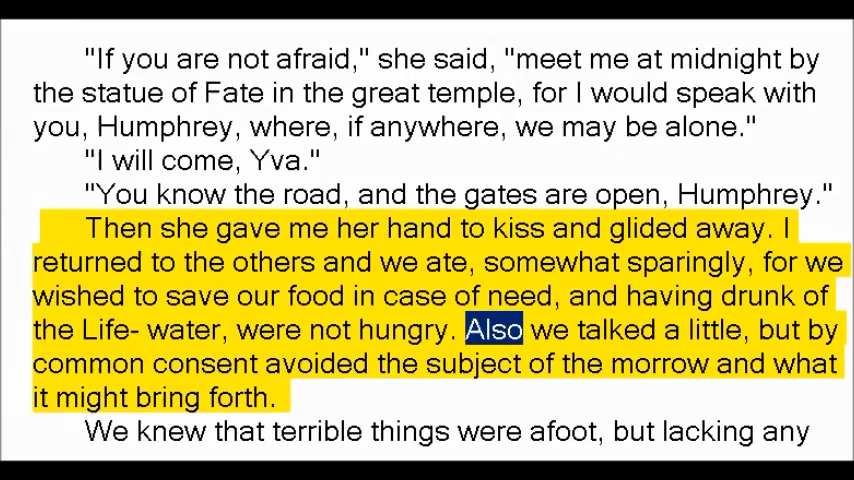 "If you are not afraid," she said, "meet me at midnight by
the statue of Fate in the great temple, for I would speak with
you, Humphrey, where, if anywhere, we may be alone."
"I will come, Yva."
"You know the road, and the gates are open, Humphrey."
Then she gave me her hand to kiss and glided away. I
returned to the others and we ate, somewhat sparingly, for we
wished to save our food in case of need, and having drunk of
the Life- water, were not hungry. Also we talked a little, but by
common consent avoided the subject of the morrow and what
it might bring forth.
We knew that terrible things were afoot, but lacking any